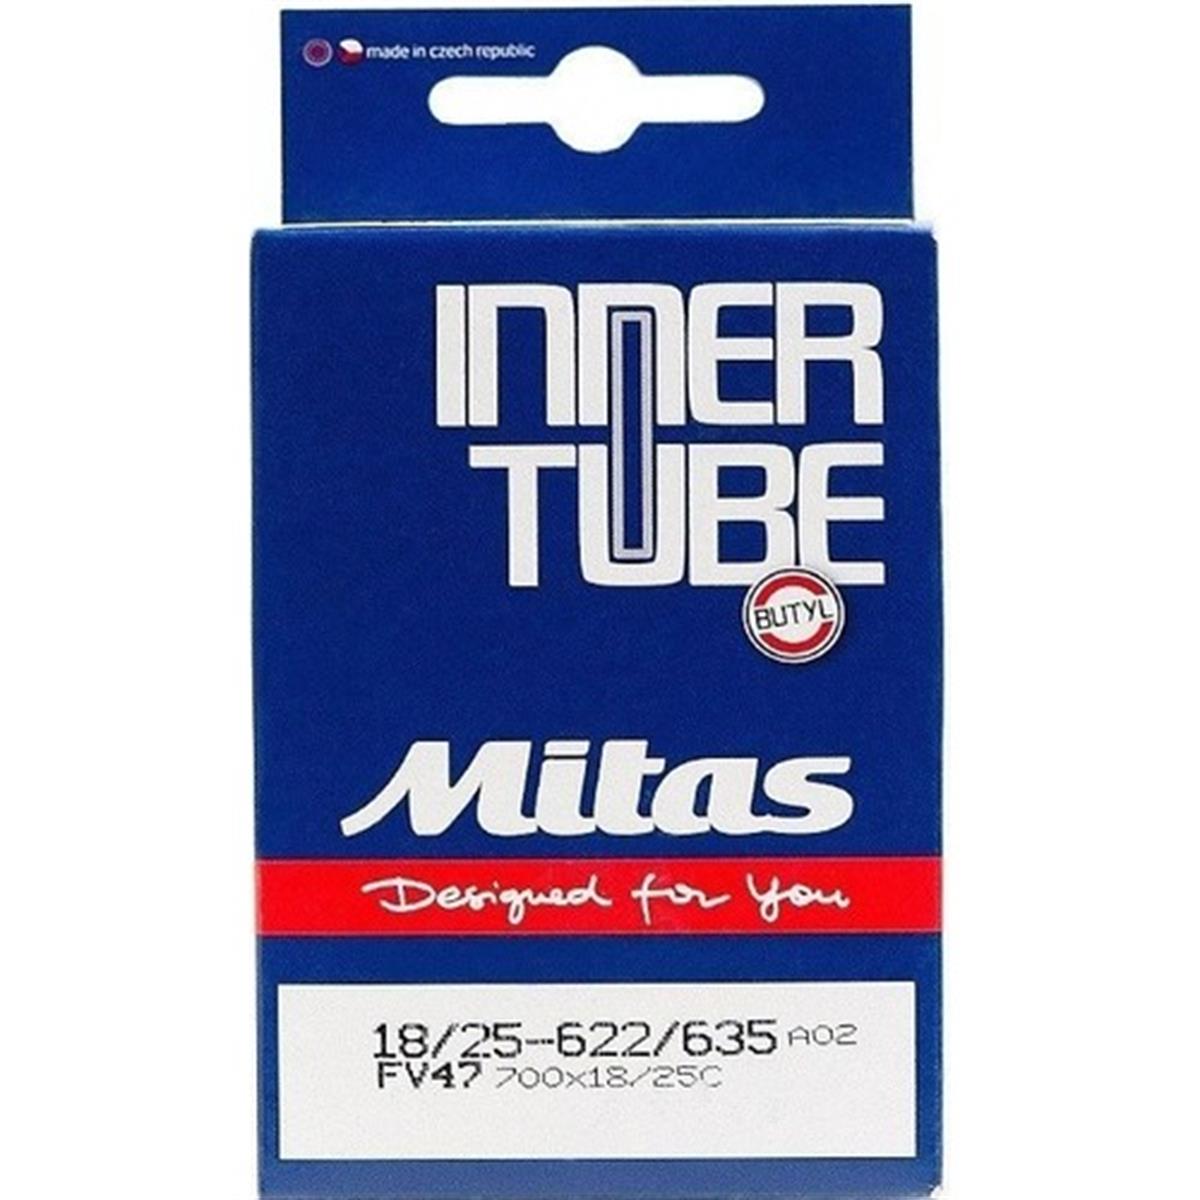 made in czech republic
INNER
TUBE
BUTYL
Mitas
Designed for You
18/25-622/635 A02
FV47 700x18/25C